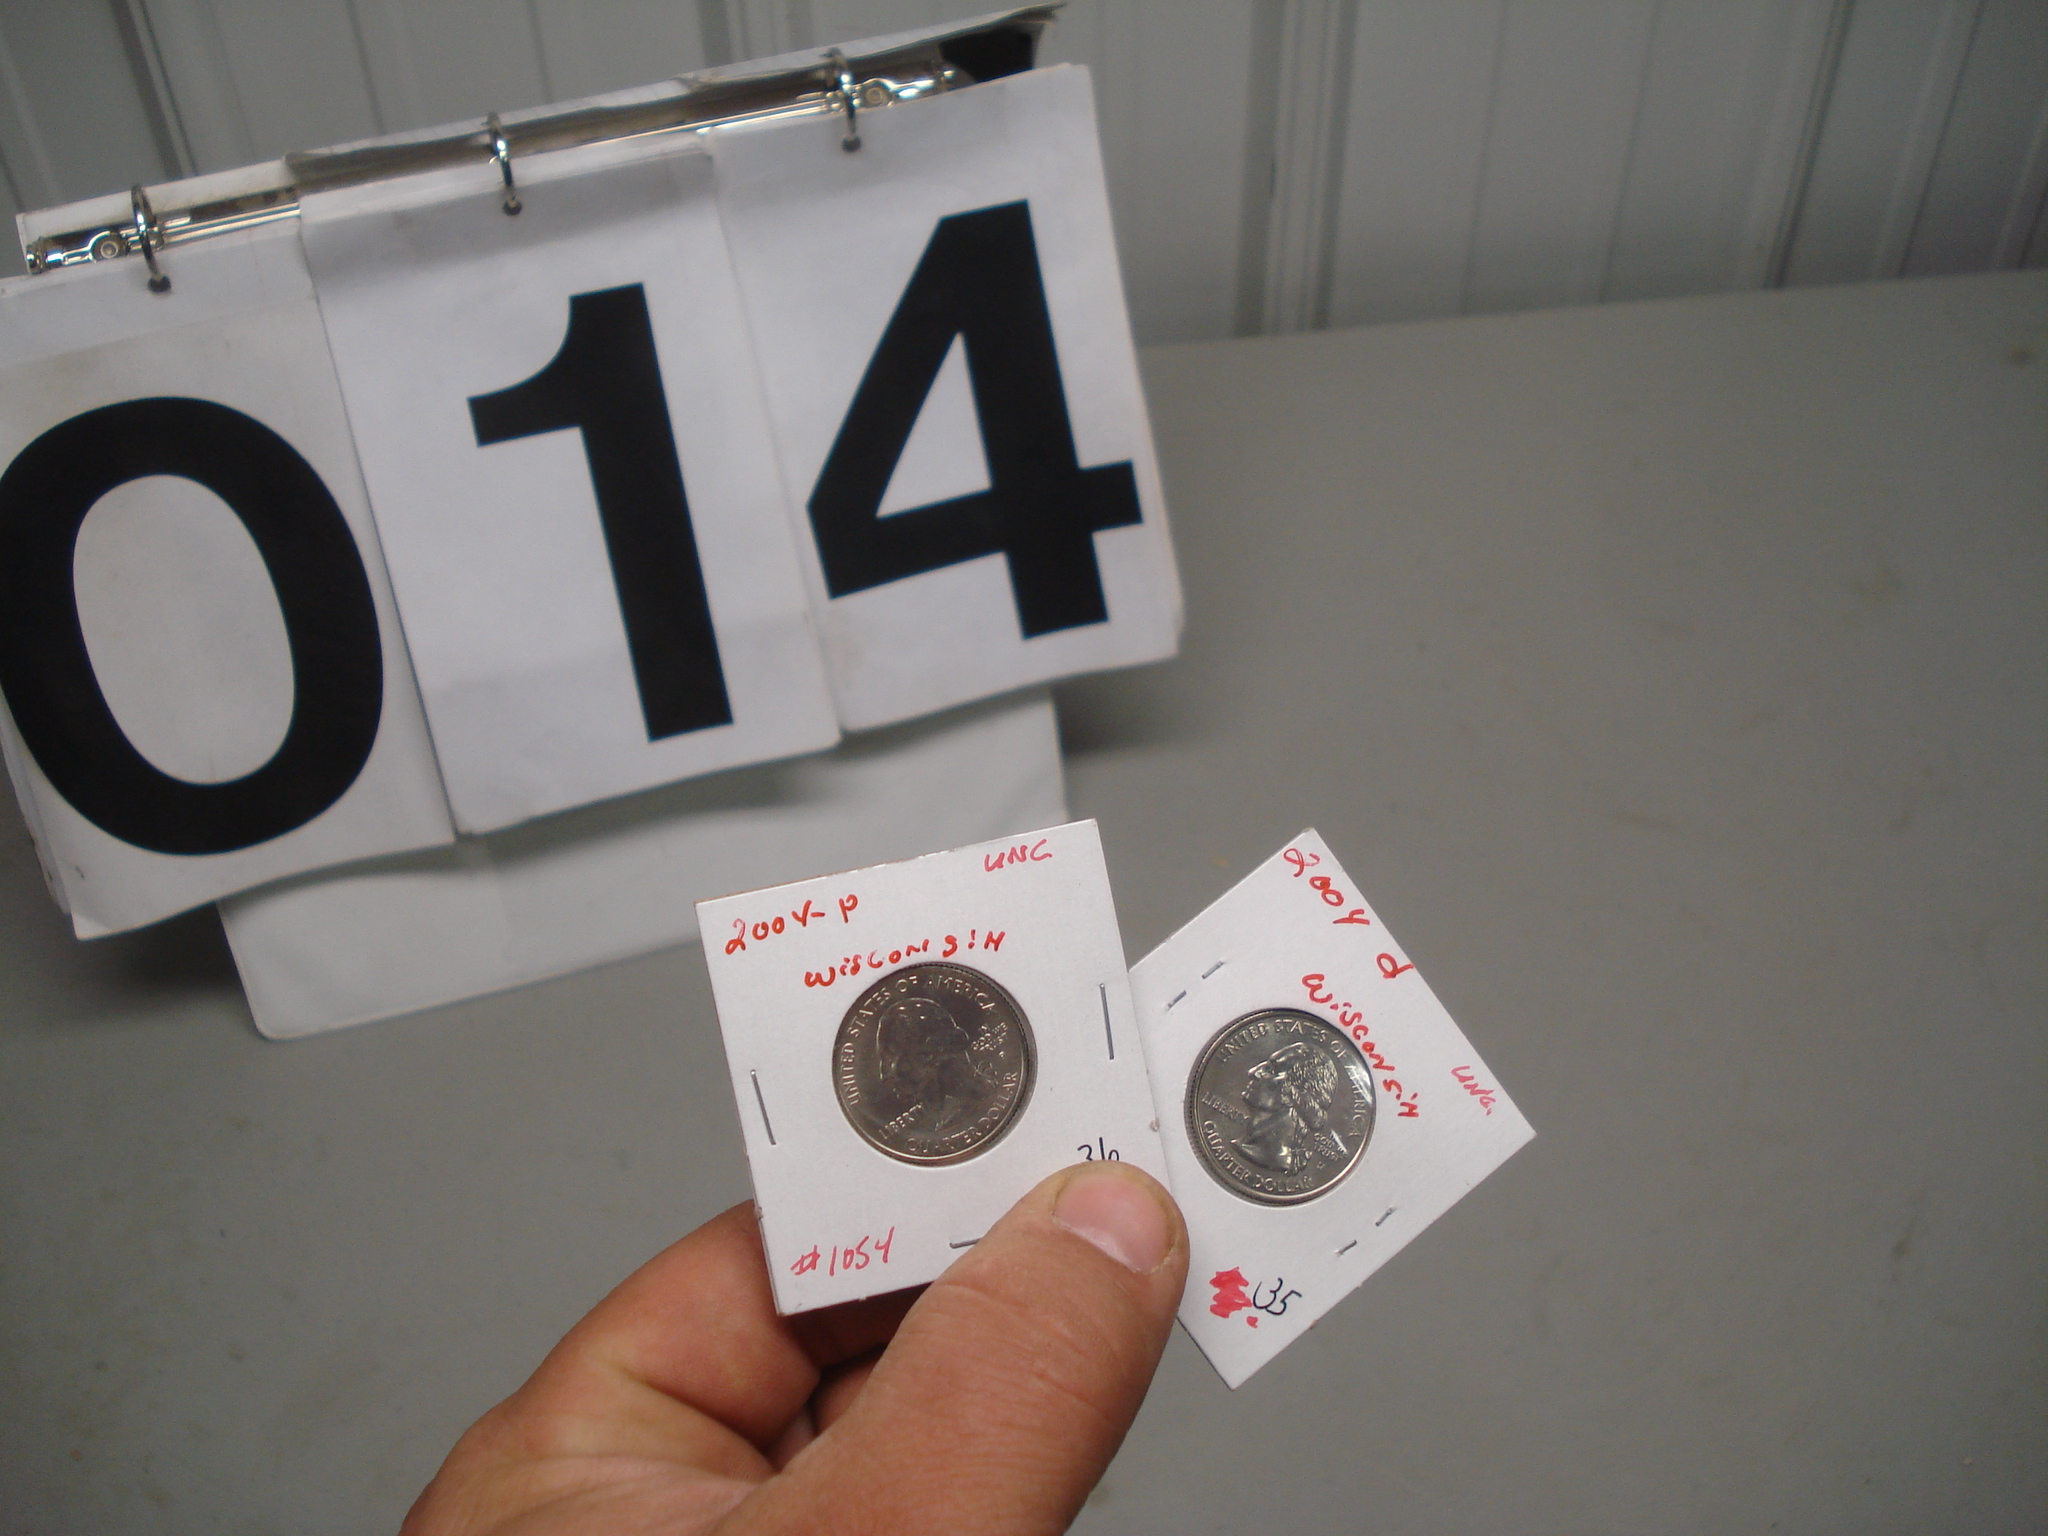 014
UNC
2004-P
WisconsiN
UNITED STATES OF AMERICA
LIBERTY
QUARTER DOLLAR
36
#1054
2004 d
WisconsiN
UNC.
UNITED STATES OF AMERICA
LIBERTY
QUARTER DOLLAR
35